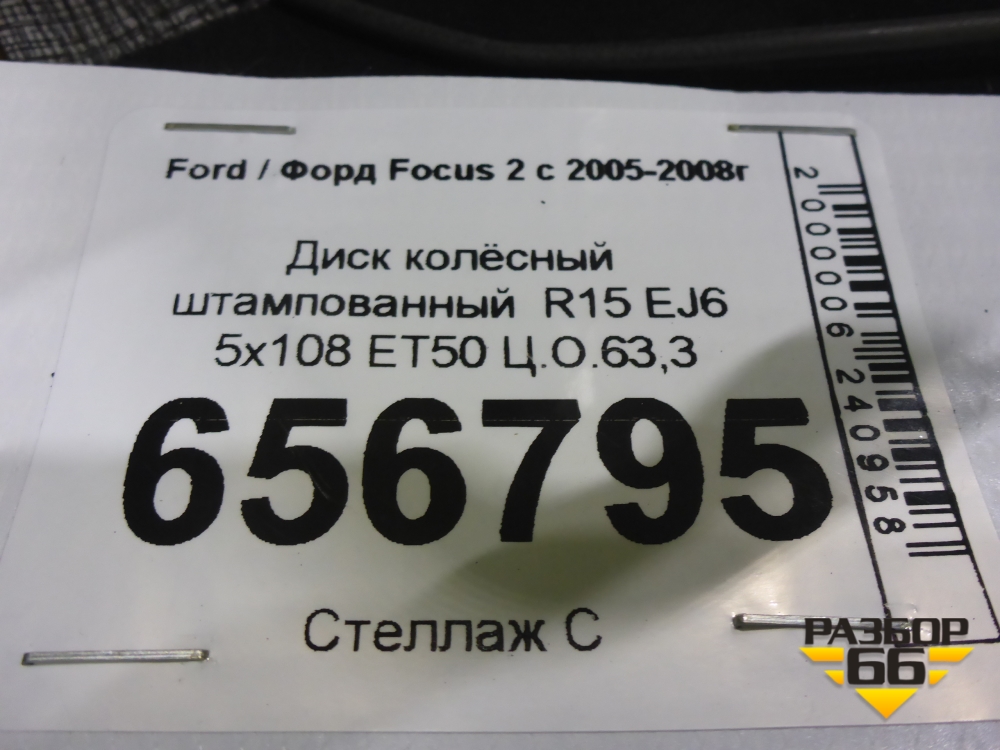 Ford / Форд Focus 2 с 2005-2008г
Диск колёсный
штампованный R15 EJ6
5x108 ET50 Ц.О.63,3
656795
Стеллаж С
2000006240958
РАЗБОР
66